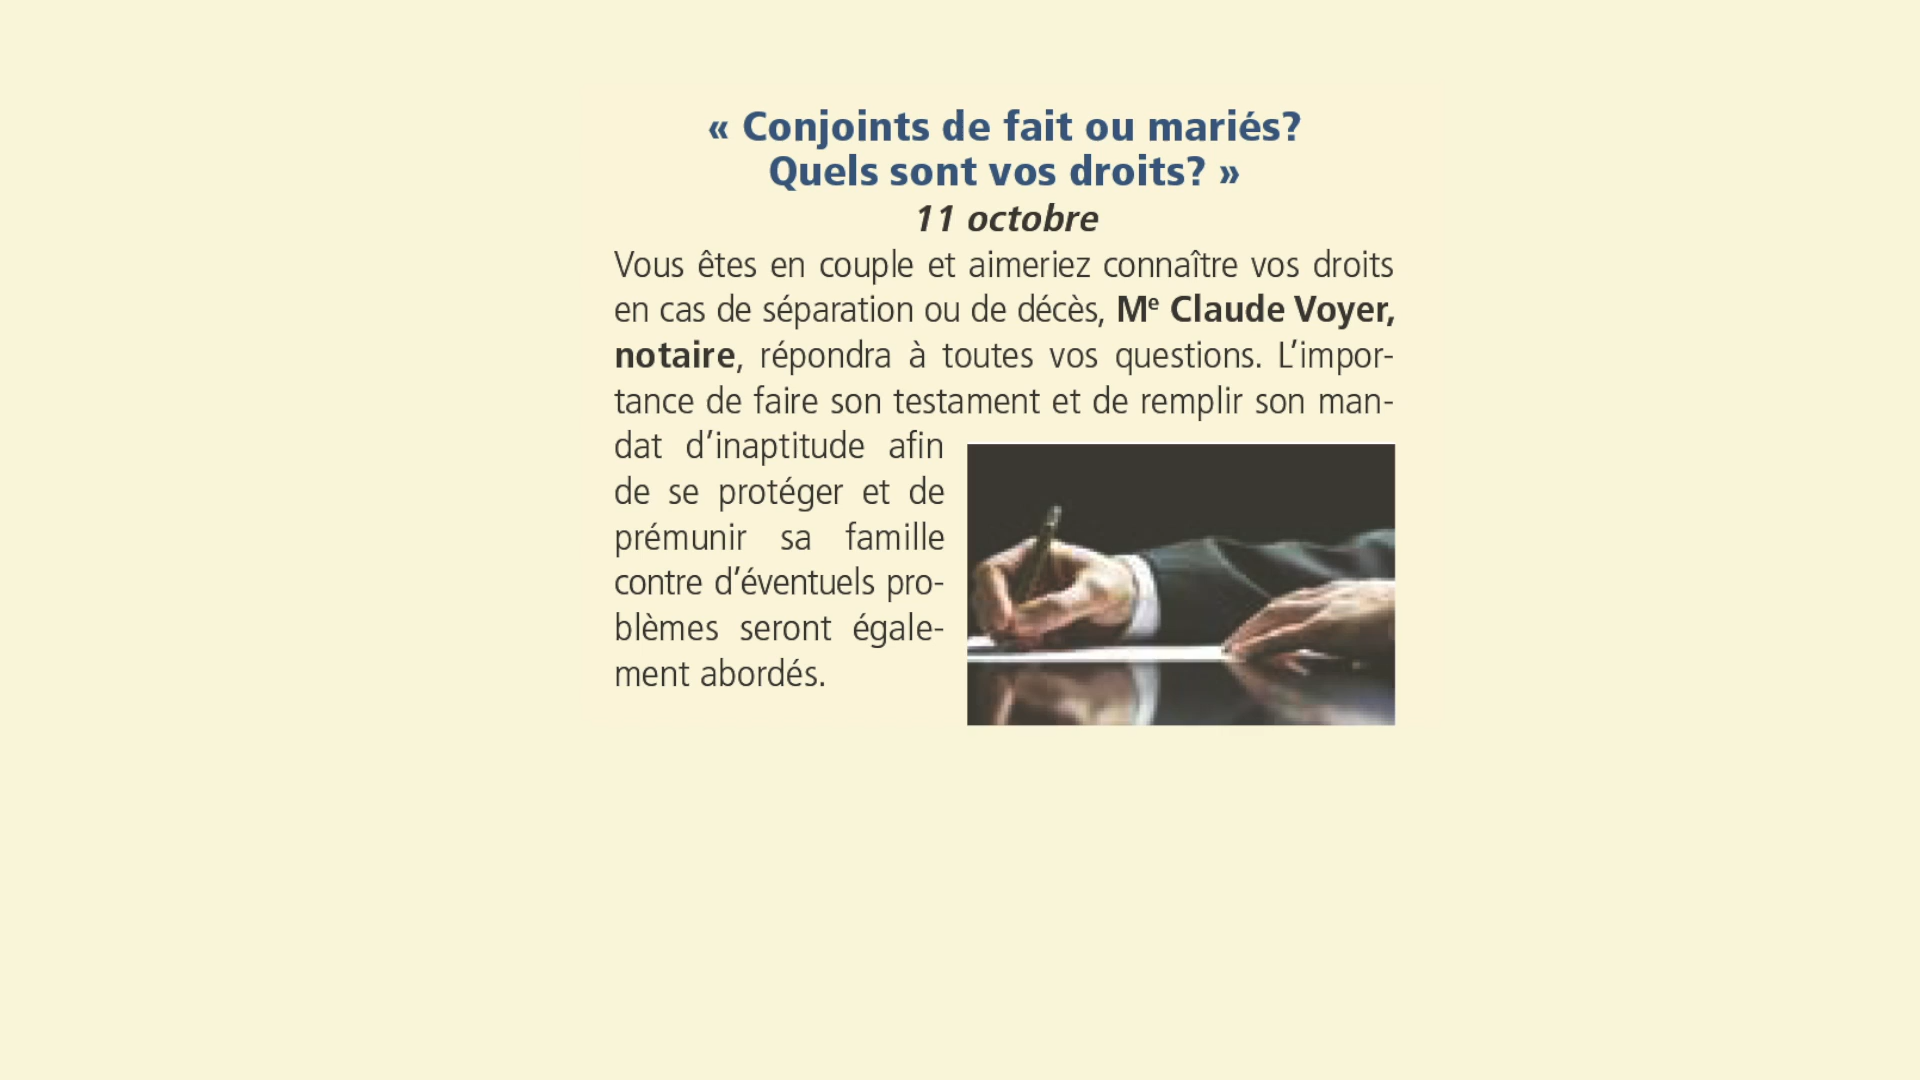 « Conjoints de fait ou mariés?
Quels sont vos droits? »
11 octobre
Vous êtes en couple et aimeriez connaître vos droits
en cas de séparation ou de décès, Me Claude Voyer,
notaire, répondra à toutes vos questions. L’impor-
tance de faire son testament et de remplir son man-
dat d’inaptitude afin
de se protéger et de
prémunir sa famille
contre d’éventuels pro-
blèmes seront égale-
ment abordés.